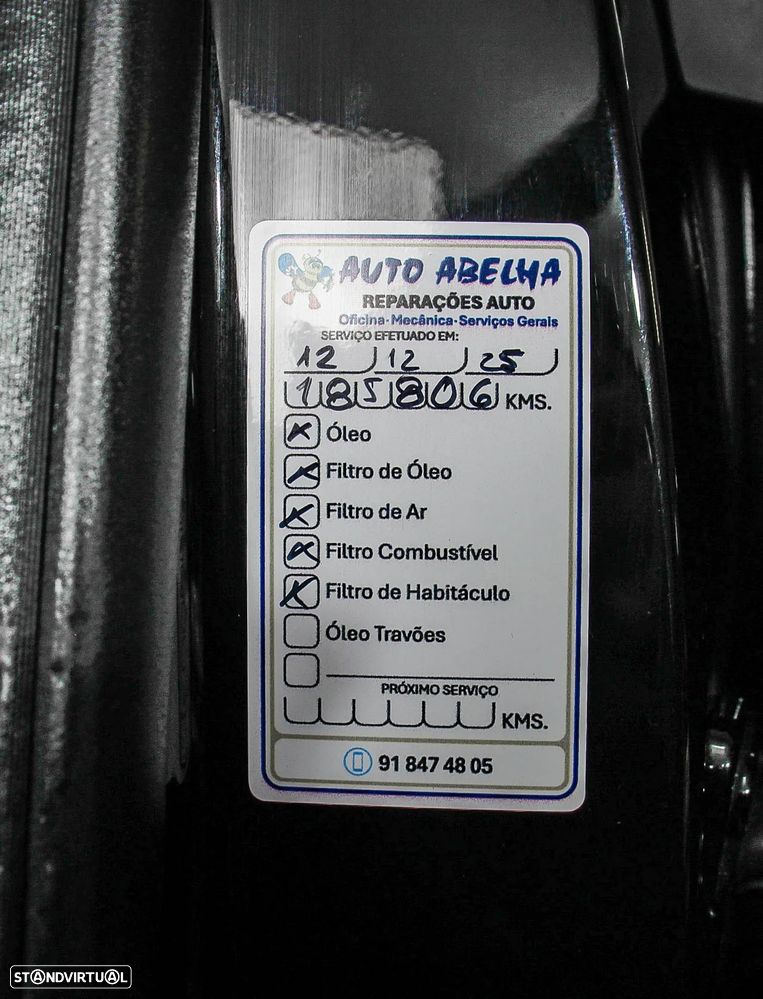 AUTO ABELHA
REPARAÇÕES AUTO
Oficina-Mecânica-Serviços Gerais
SERVIÇO EFETUADO EM:
12 12 25
185806 KMS.
Óleo
Filtro de Óleo
Filtro de Ar
Filtro Combustível
Filtro de Habitáculo
Óleo Travões
PRÓXIMO SERVIÇO
KMS.
91 847 48 05
STANDVIRTUAL